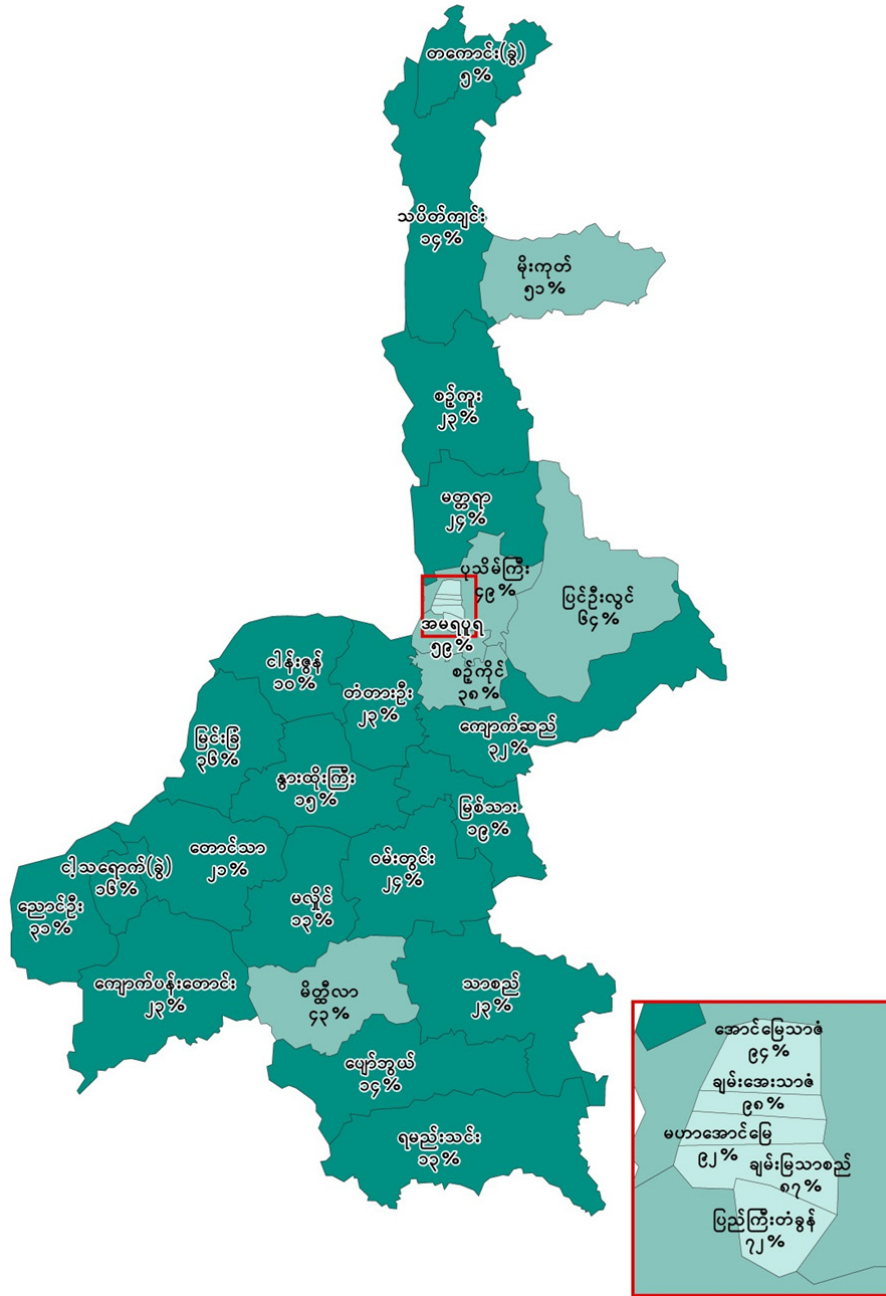 တကောင်း(ခွဲ)
၅%
သပိတ်ကျင်း
၁၄%
မိုးကုတ်
၅၁%
စဉ့်ကူး
၂၃%
မတ္တရာ
၂၄%
ပုသိမ်ကြီး
၄၉%
ပြင်ဦးလွင်
၆၄%
အမရပူရ
၅၉%
ငါန်းဇွန်
၁၀%
တံတားဦး
၂၃%
စဉ့်ကိုင်
၃၈%
ကျောက်ဆည်
၃၂%
မြင်းခြံ
၃၆%
နွားထိုးကြီး
၁၅%
မြစ်သား
၁၉%
တောင်သာ
၂၁%
ဝမ်းတွင်း
၂၄%
ငါ့သရောက်(ခွဲ)
၁၆%
မလှိုင်
၁၃%
ညောင်ဦး
၃၁%
ကျောက်ပန်းတောင်း
၂၃%
မိတ္ထီလာ
၄၃%
သာစည်
၂၃%
ပျော်ဘွယ်
၁၄%
ရမည်းသင်း
၁၃%
အောင်မြေသာဇံ
၉၄%
ချမ်းအေးသာဇံ
၉၈%
မဟာအောင်မြေ
၉၂%
ချမ်းမြသာစည်
၈၇%
ပြည်ကြီးတံခွန်
၇၂%